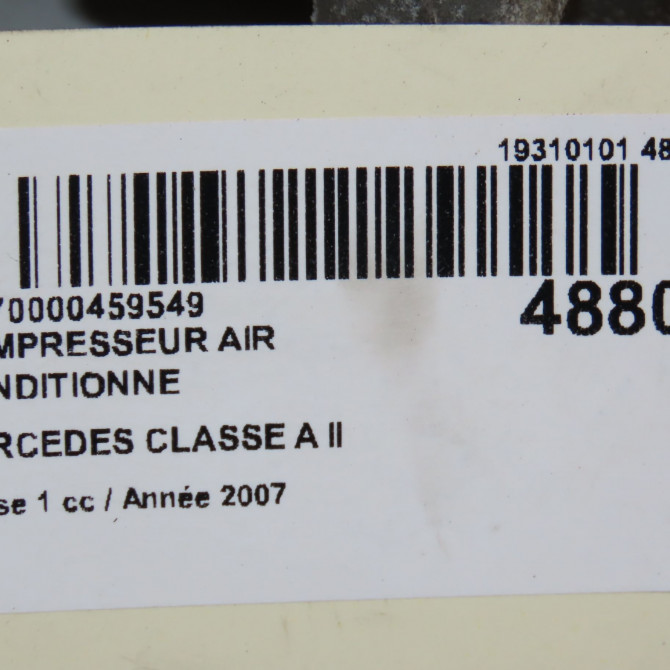 19310101 48
70000459549
4880
MPRESSEUR AIR
NDITIONNE
RCEDES CLASSE A II
se 1 cc / Année 2007